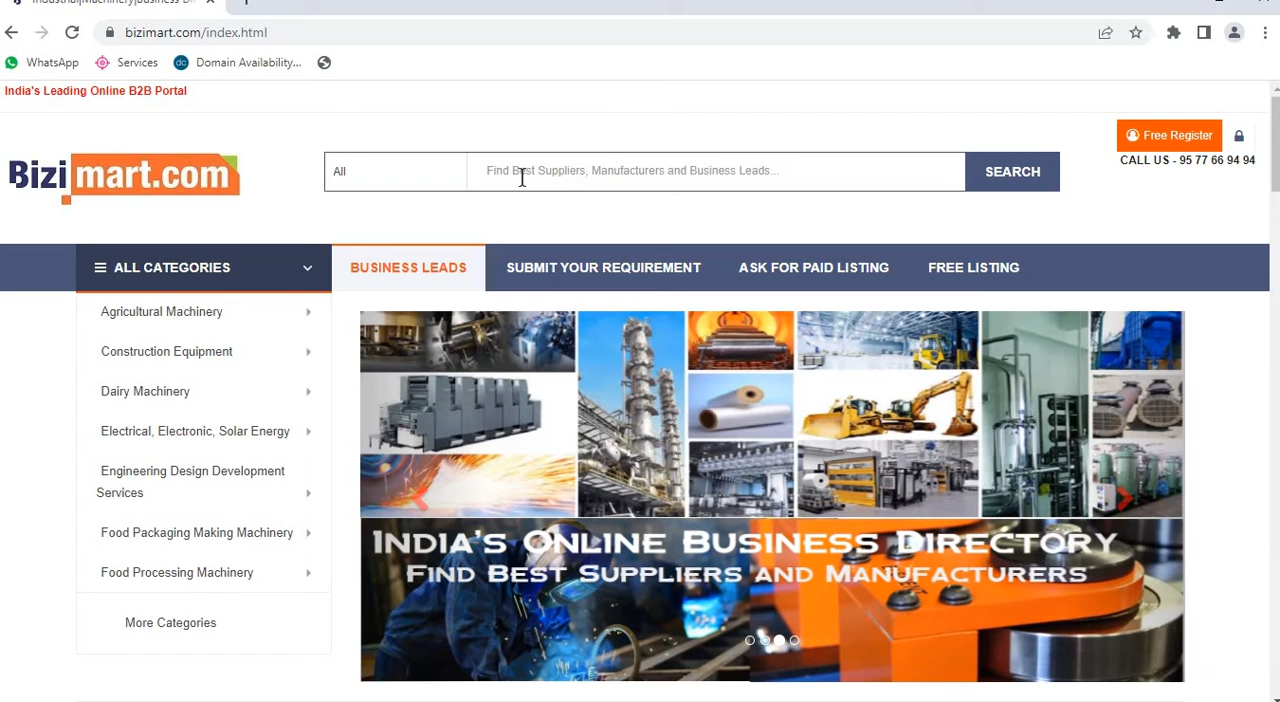 bizimart.com/index.html
WhatsApp
Services
Domain Availability...
India's Leading Online B2B Portal
Bizimart.com
All
Find Best Suppliers, Manufacturers and Business Leads...
SEARCH
Free Register
CALL US - 95 77 66 94 94
ALL CATEGORIES
BUSINESS LEADS
SUBMIT YOUR REQUIREMENT
ASK FOR PAID LISTING
FREE LISTING
Agricultural Machinery
Construction Equipment
Dairy Machinery
Electrical, Electronic, Solar Energy
Engineering Design Development
Services
Food Packaging Making Machinery
Food Processing Machinery
More Categories
India's Online Business Directory
Find Best Suppliers and Manufacturers